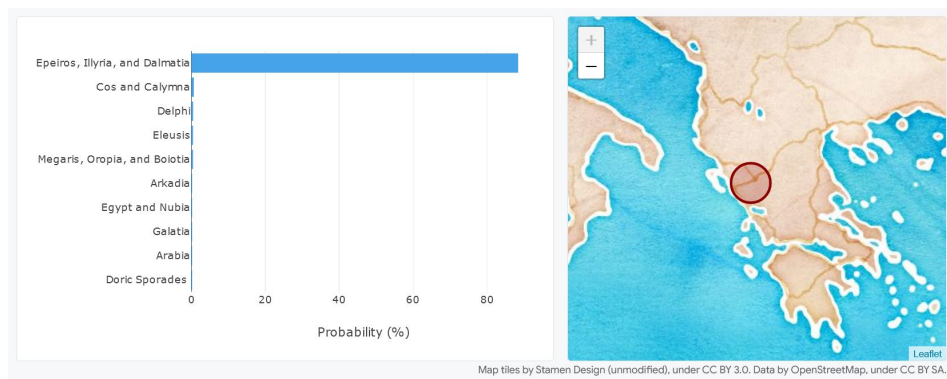 Epeiros, Illyria, and Dalmatia
Cos and Calymna
Delphi
Eleusis
Megaris, Oropia, and Boiotia
Arkadia
Egypt and Nubia
Galatia
Arabia
Doric Sporades
0 20 40 60 80
Probability (%)
+
−
Leaflet
Map tiles by Stamen Design (unmodified), under CC BY 3.0. Data by OpenStreetMap, under CC BY SA.